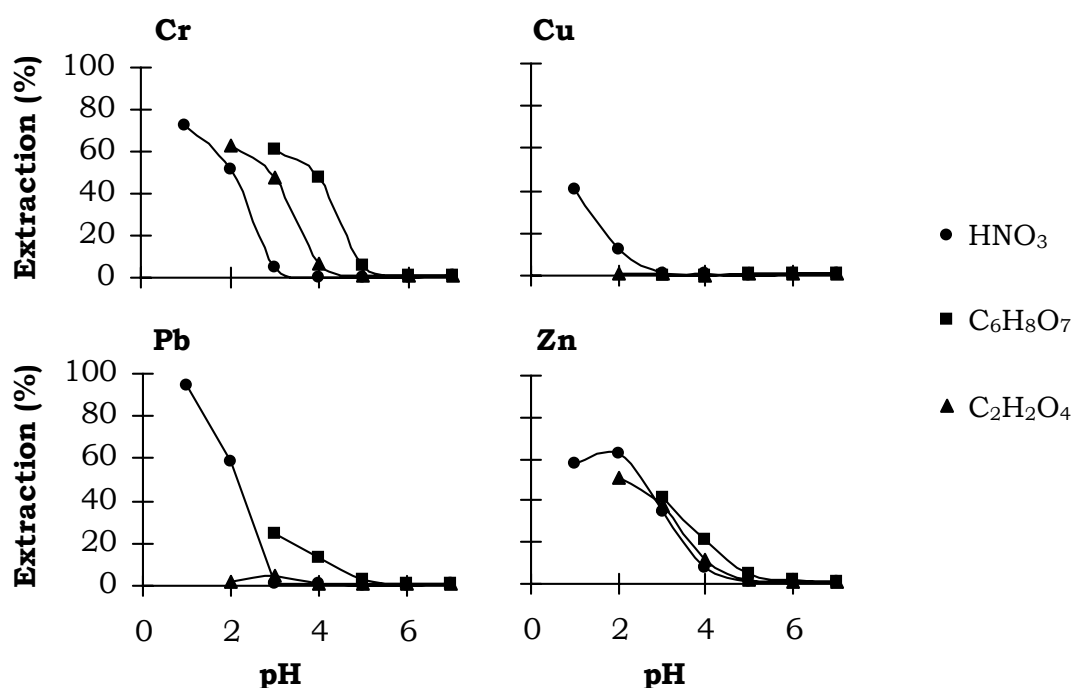 Cr
Cu
Extraction (%)
100
80
60
40
20
0
HNO₃
C₆H₈O₇
C₂H₂O₄
Pb
Zn
Extraction (%)
100
80
60
40
20
0
0 2 4 6
0 2 4 6
pH
pH